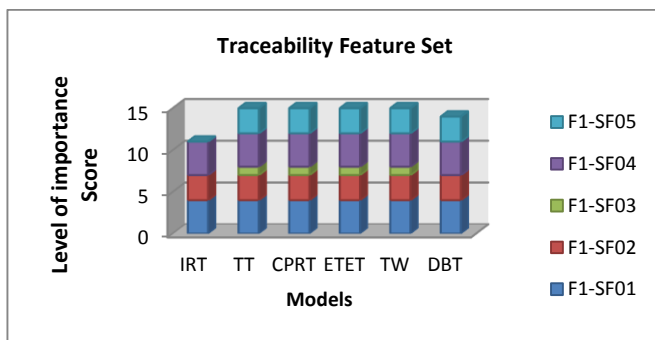 Traceability Feature Set
Level of importance
Score
15
10
5
0
IRT TT CPRT ETET TW DBT
Models
F1-SF05
F1-SF04
F1-SF03
F1-SF02
F1-SF01